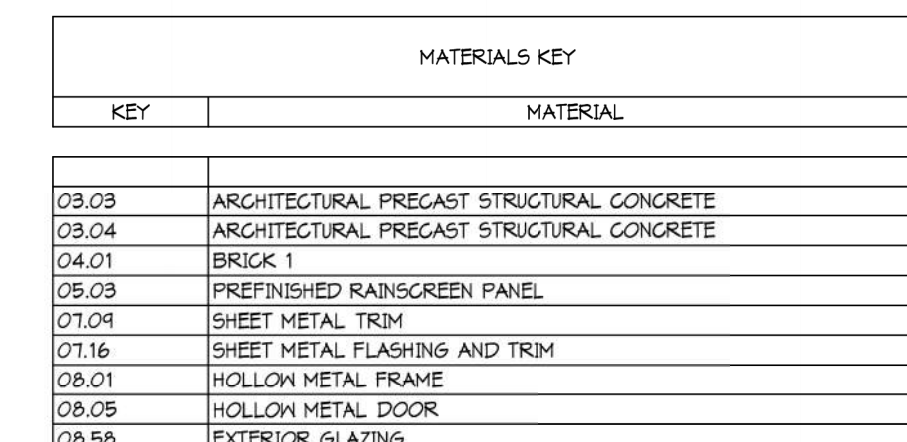 MATERIALS KEY
KEY MATERIAL
03.03 ARCHITECTURAL PRECAST STRUCTURAL CONCRETE
03.04 ARCHITECTURAL PRECAST STRUCTURAL CONCRETE
04.01 BRICK 1
05.03 PREFINISHED RAINSCREEN PANEL
07.09 SHEET METAL TRIM
07.16 SHEET METAL FLASHING AND TRIM
08.01 HOLLOW METAL FRAME
08.05 HOLLOW METAL DOOR
08.58 EXTERIOR GLAZING